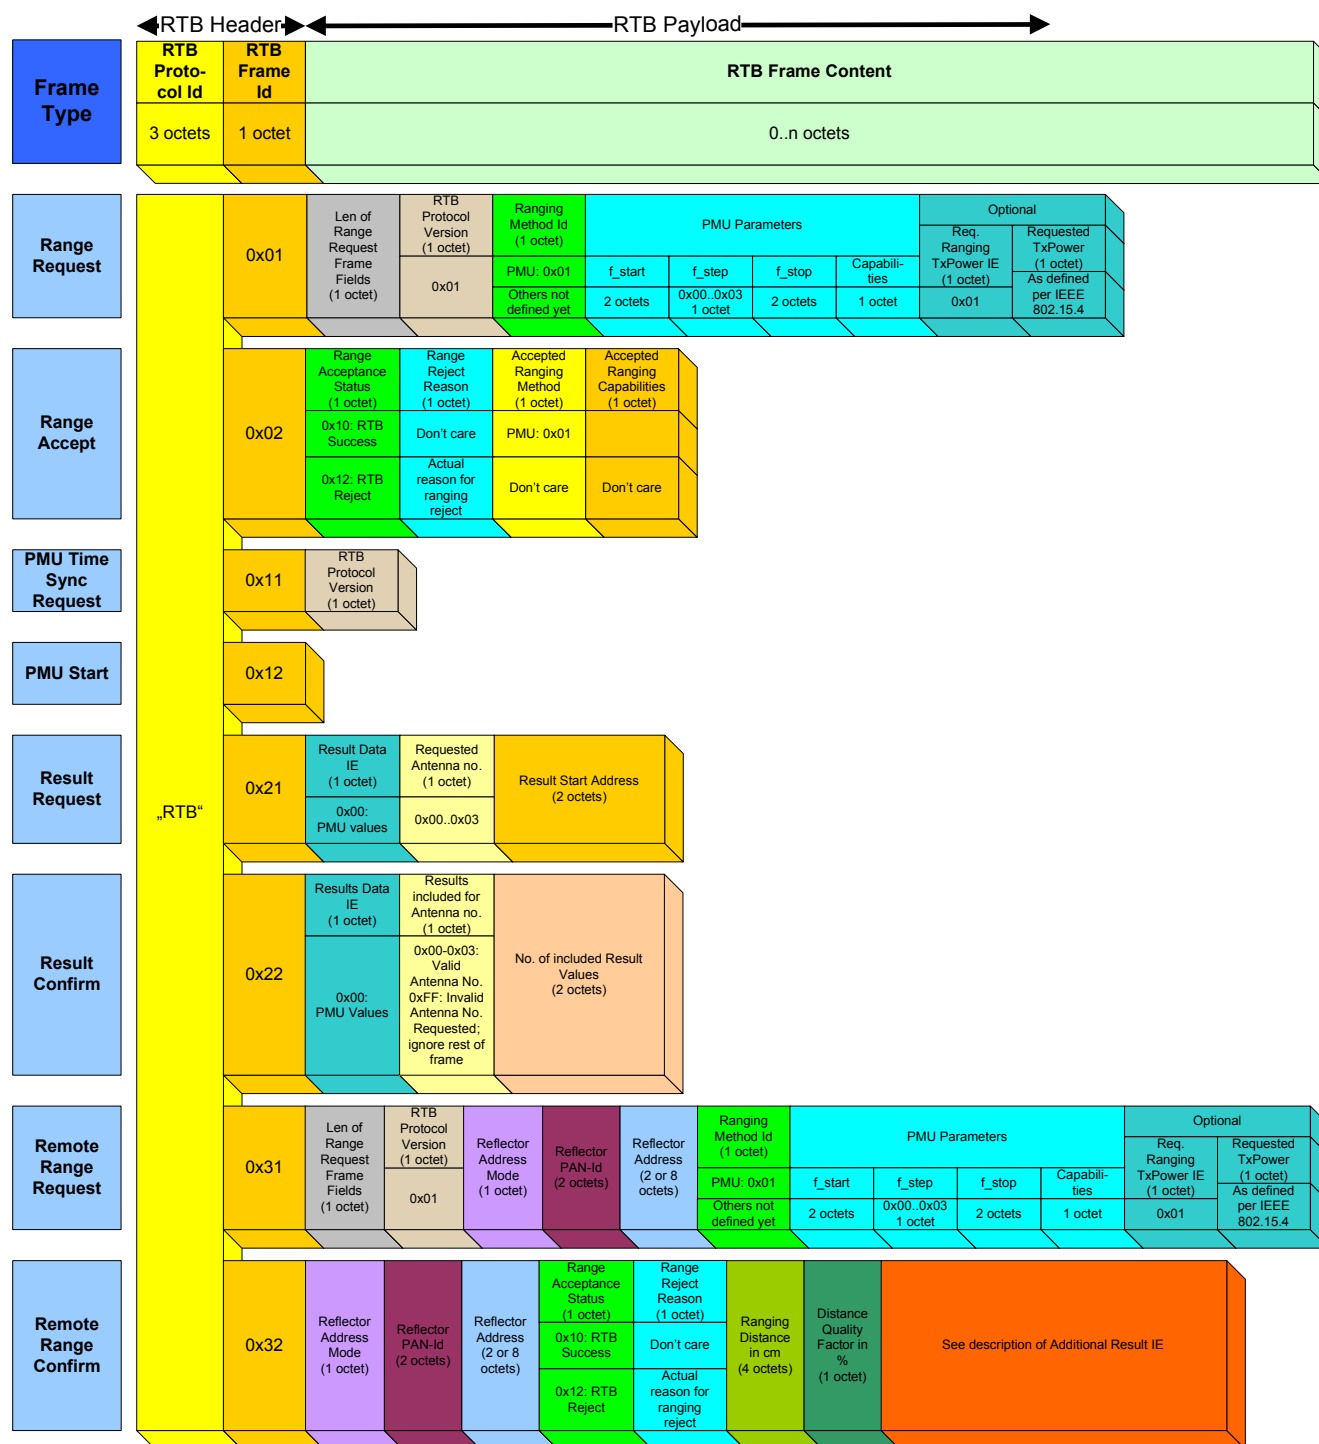 RTB Header
RTB Payload
Frame
Type
RTB
Proto-
col Id
RTB
Frame
Id
RTB Frame Content
3 octets
1 octet
0..n octets
„RTB“
Range
Request
0x01
Len of
Range
Request
Frame
Fields
(1 octet)
RTB
Protocol
Version
(1 octet)
0x01
Ranging
Method Id
(1 octet)
PMU: 0x01
Others not
defined yet
PMU Parameters
f_start
f_step
f_stop
Capabili-
ties
2 octets
0x00..0x03
1 octet
2 octets
1 octet
Optional
Req.
Ranging
TxPower IE
(1 octet)
0x01
Requested
TxPower
(1 octet)
As defined
per IEEE
802.15.4
Range
Accept
0x02
Range
Acceptance
Status
(1 octet)
Range
Reject
Reason
(1 octet)
Accepted
Ranging
Method
(1 octet)
Accepted
Ranging
Capabilities
(1 octet)
0x10: RTB
Success
Don't care
PMU: 0x01
0x12: RTB
Reject
Actual
reason for
ranging
reject
Don't care
Don't care
PMU Time
Sync
Request
0x11
RTB
Protocol
Version
(1 octet)
PMU Start
0x12
Result
Request
0x21
Result Data
IE
(1 octet)
0x00:
PMU values
Requested
Antenna no.
(1 octet)
0x00..0x03
Result Start Address
(2 octets)
Result
Confirm
0x22
Results Data
IE
(1 octet)
0x00:
PMU Values
Results
included for
Antenna no.
(1 octet)
0x00-0x03:
Valid
Antenna No.
0xFF: Invalid
Antenna No.
Requested;
ignore rest of
frame
No. of included Result
Values
(2 octets)
Remote
Range
Request
0x31
Len of
Range
Request
Frame
Fields
(1 octet)
RTB
Protocol
Version
(1 octet)
0x01
Reflector
Address
Mode
(1 octet)
Reflector
PAN-Id
(2 octets)
Reflector
Address
(2 or 8
octets)
Ranging
Method Id
(1 octet)
PMU: 0x01
Others not
defined yet
PMU Parameters
f_start
f_step
f_stop
Capabili-
ties
2 octets
0x00..0x03
1 octet
2 octets
1 octet
Optional
Req.
Ranging
TxPower IE
(1 octet)
0x01
Requested
TxPower
(1 octet)
As defined
per IEEE
802.15.4
Remote
Range
Confirm
0x32
Reflector
Address
Mode
(1 octet)
Reflector
PAN-Id
(2 octets)
Reflector
Address
(2 or 8
octets)
Range
Acceptance
Status
(1 octet)
0x10: RTB
Success
0x12: RTB
Reject
Range
Reject
Reason
(1 octet)
Don't care
Actual
reason for
ranging
reject
Ranging
Distance
in cm
(4 octets)
Distance
Quality
Factor in
%
(1 octet)
See description of Additional Result IE